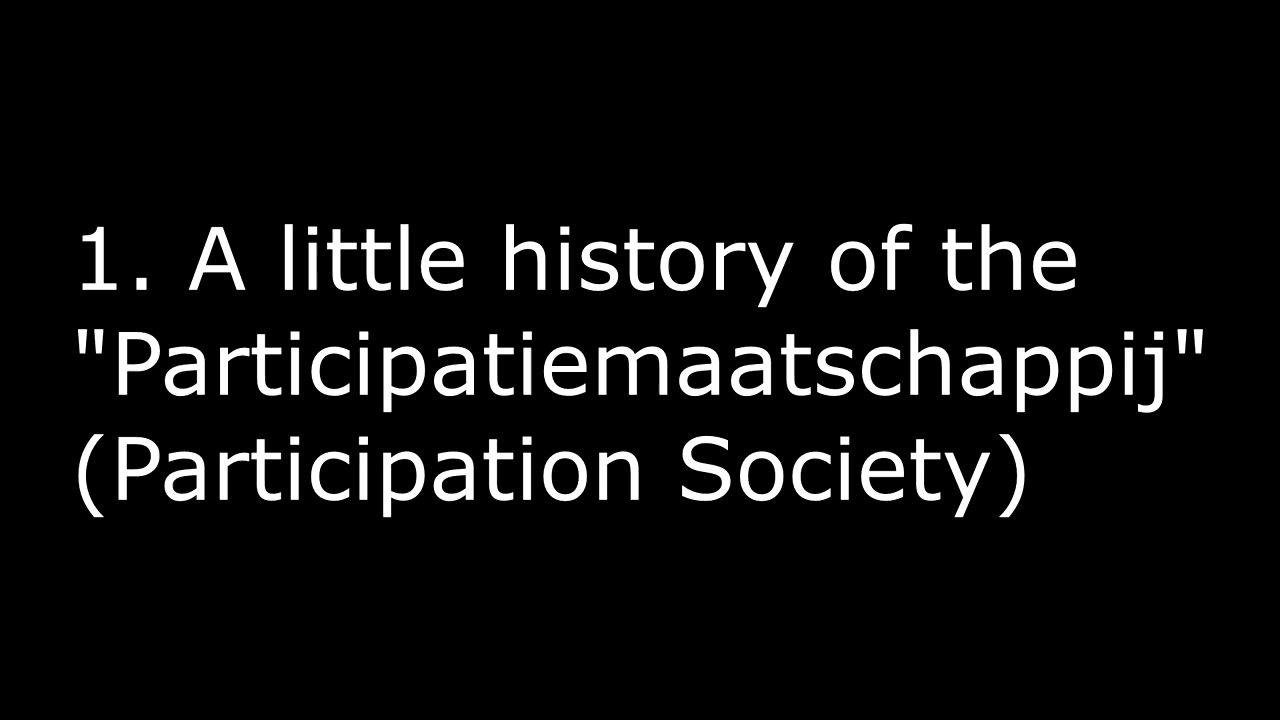 1. A little history of the
"Participatiemaatschappij"
(Participation Society)